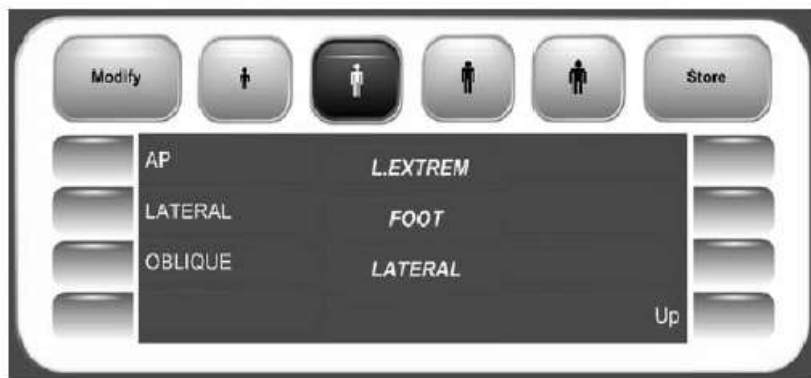 Modify
Store
AP L.EXTREM
LATERAL FOOT
OBLIQUE LATERAL
Up